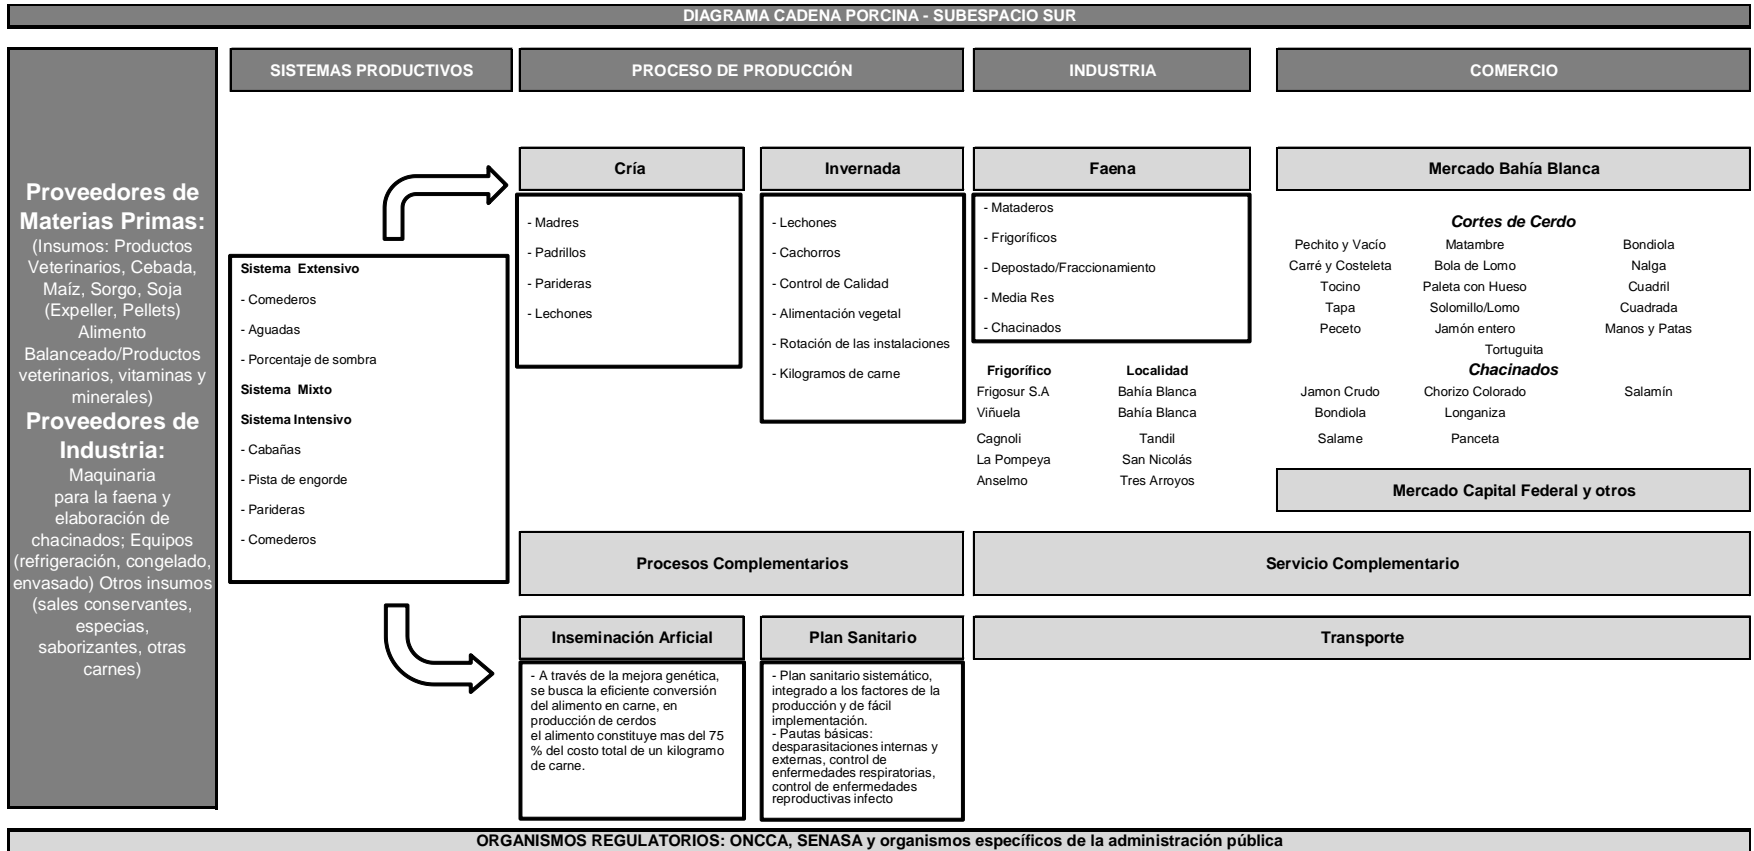 DIAGRAMA CADENA PORCINA - SUBESPACIO SUR
Proveedores de
Materias Primas:
(Insumos: Productos
Veterinarios, Cebada,
Maíz, Sorgo, Soja
(Expeller, Pellets)
Alimento
Balanceado/Productos
veterinarios, vitaminas y
minerales)
Proveedores de
Industria:
Maquinaria
para la faena y
elaboración de
chacinados; Equipos
(refrigeración, congelado,
envasado) Otros insumos
(sales conservantes,
especias,
saborizantes, otras
carnes)
SISTEMAS PRODUCTIVOS
Sistema Extensivo
- Comederos
- Aguadas
- Porcentaje de sombra
Sistema Mixto
Sistema Intensivo
- Cabañas
- Pista de engorde
- Parideras
- Comederos
PROCESO DE PRODUCCIÓN
Cría
- Madres
- Padrillos
- Parideras
- Lechones
Invernada
- Lechones
- Cachorros
- Control de Calidad
- Alimentación vegetal
- Rotación de las instalaciones
- Kilogramos de carne
Procesos Complementarios
Inseminación Arficial
- A través de la mejora genética,
se busca la eficiente conversión
del alimento en carne, en
producción de cerdos
el alimento constituye mas del 75
% del costo total de un kilogramo
de carne.
Plan Sanitario
- Plan sanitario sistemático,
integrado a los factores de la
producción y de fácil
implementación.
- Pautas básicas:
desparasitaciones internas y
externas, control de
enfermedades respiratorias,
control de enfermedades
reproductivas infecto
INDUSTRIA
Faena
- Mataderos
- Frigoríficos
- Depostado/Fraccionamiento
- Media Res
- Chacinados
Frigorífico Localidad
Frigosur S.A Bahía Blanca
Viñuela Bahía Blanca
Cagnoli Tandil
La Pompeya San Nicolás
Anselmo Tres Arroyos
COMERCIO
Mercado Bahía Blanca
Cortes de Cerdo
Pechito y Vacío Matambre Bondiola
Carré y Costeleta Bola de Lomo Nalga
Tocino Paleta con Hueso Cuadril
Tapa Solomillo/Lomo Cuadrada
Peceto Jamón entero Manos y Patas
Tortuguita
Chacinados
Jamon Crudo Chorizo Colorado Salamín
Bondiola Longaniza
Salame Panceta
Mercado Capital Federal y otros
Servicio Complementario
Transporte
ORGANISMOS REGULATORIOS: ONCCA, SENASA y organismos específicos de la administración pública